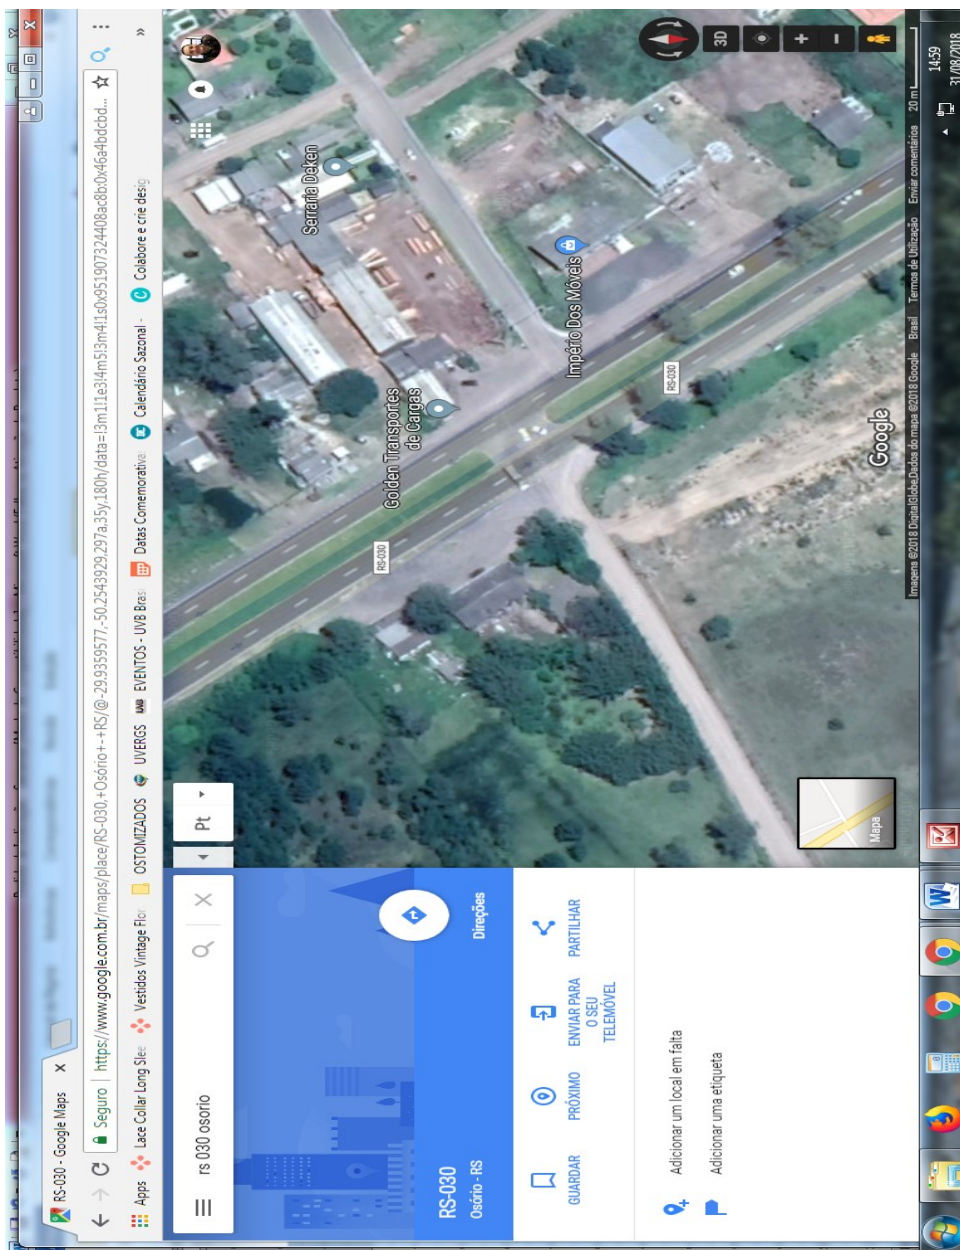 RS-030 - Google Maps X
Seguro | https://www.google.com.br/maps/place/RS-030,+Osório+-+RS/@-29.9359577,-50.2543929,297a,35y,180h/data=!3m1!1e3!4m5!3m4!1s0x951907324408ac8b:0x46a4bdcbd...
Apps Lace Collar Long Slee Vestidos Vintage Flor OSTOMIZADOS UVERGS UVB EVENTOS - UVB Bras Datas Comemorativa Calendário Sazonal - Colabore e crie desig »
rs 030 osorio
Pt
RS-030
Osório - RS
Direções
GUARDAR
PRÓXIMO
ENVIAR PARA
O SEU
TELEMÓVEL
PARTILHAR
Adicionar um local em falta
Adicionar uma etiqueta
Serraria Deken
Golden Transportes
de Cargas
Império Dos Móveis
RS-030
RS-030
3D
Mapa
Google
Imagens ©2018 DigitalGlobe,Dados do mapa ©2018 Google Brasil Termos de Utilização Enviar comentários 20 m
14:59
31/08/2018